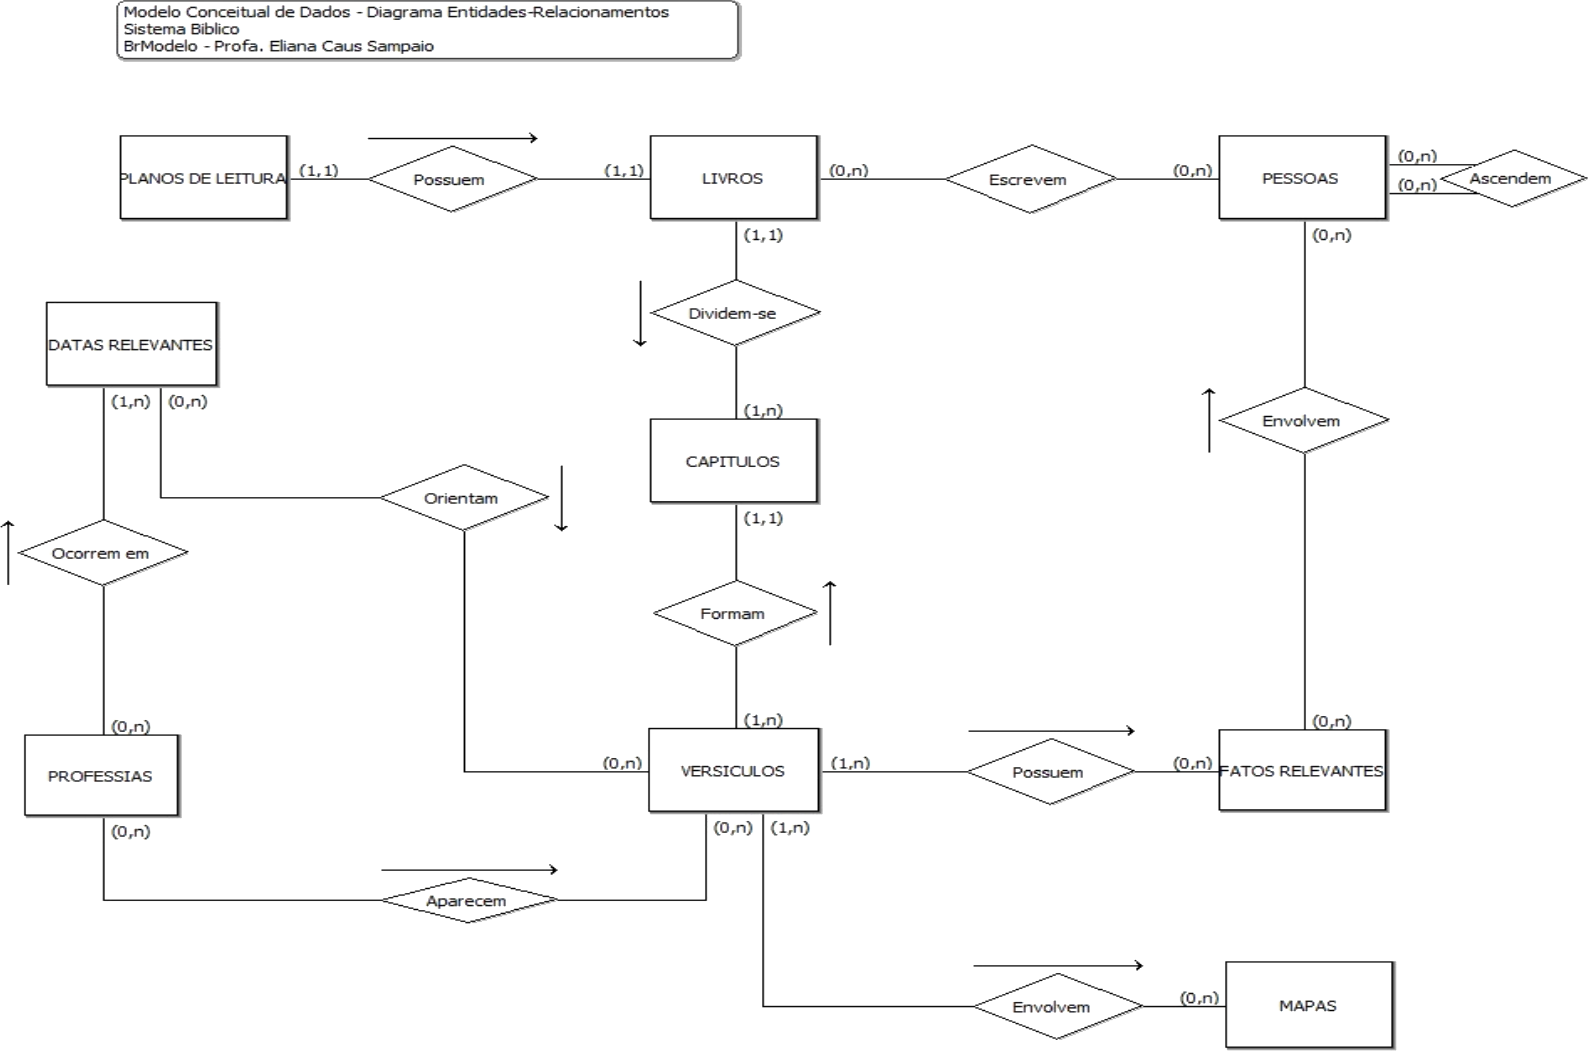 Modelo Conceitual de Dados - Diagrama Entidades-Relacionamentos
Sistema Biblico
BrModelo - Profa. Eliana Caus Sampaio
PLANOS DE LEITURA
(1,1)
Possuem
(1,1)
LIVROS
(0,n)
Escrevem
(0,n)
PESSOAS
(0,n)
(0,n)
Ascendem
(1,1)
(0,n)
Dividem-se
DATAS RELEVANTES
(1,n)
(0,n)
(1,n)
Envolvem
CAPITULOS
Orientam
(1,1)
Ocorrem em
Formam
(0,n)
(1,n)
(0,n)
PROFESSIAS
(0,n)
VERSICULOS
(1,n)
Possuem
(0,n)
FATOS RELEVANTES
(0,n)
(0,n)
(1,n)
Aparecem
Envolvem
(0,n)
MAPAS